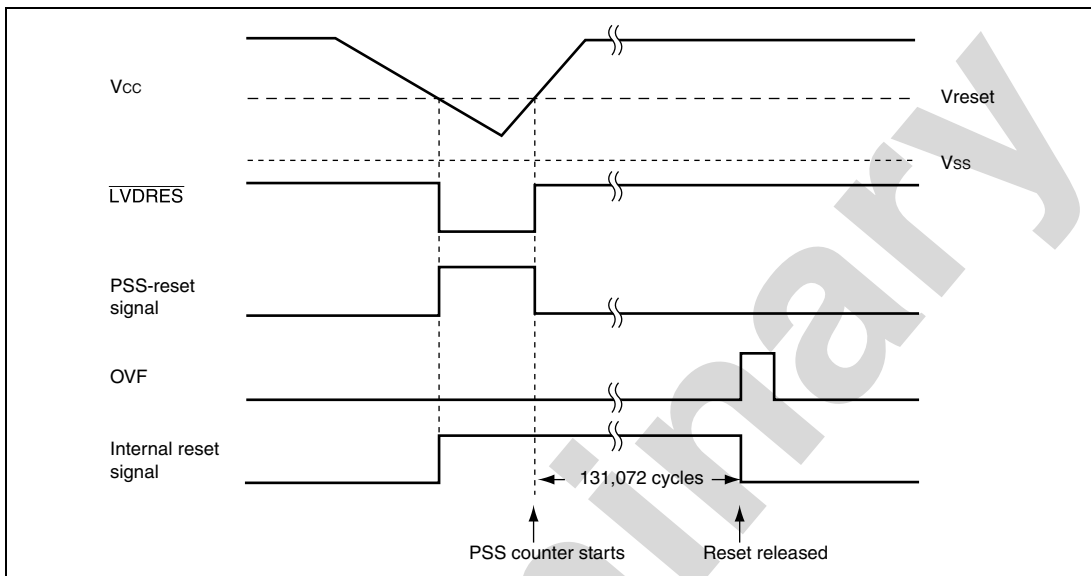 Vcc
Vreset
Vss
LVDRES
PSS-reset
signal
OVF
Internal reset
signal
131,072 cycles
PSS counter starts
Reset released
inary